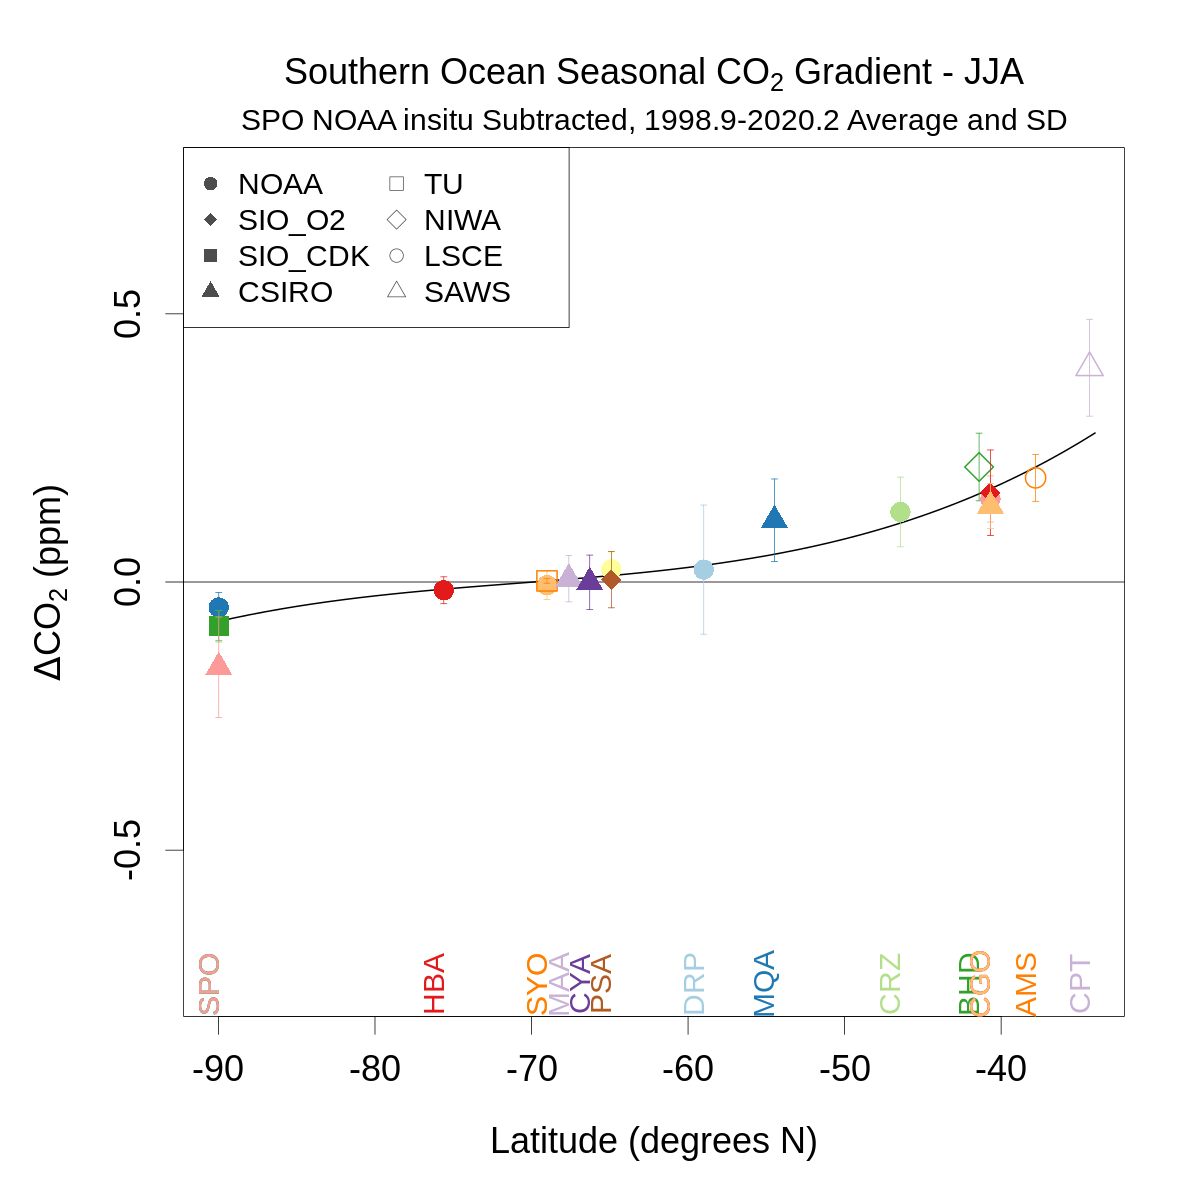 Southern Ocean Seasonal CO2 Gradient - JJA
SPO NOAA insitu Subtracted, 1998.9-2020.2 Average and SD
NOAA
SIO_O2
SIO_CDK
CSIRO
TU
NIWA
LSCE
SAWS
ΔCO2 (ppm)
0.5
0.0
-0.5
SPO
HBA
SYO
MAA
CYA
PSA
DRP
MQA
CRZ
BHD
CGO
AMS
CPT
-90
-80
-70
-60
-50
-40
Latitude (degrees N)